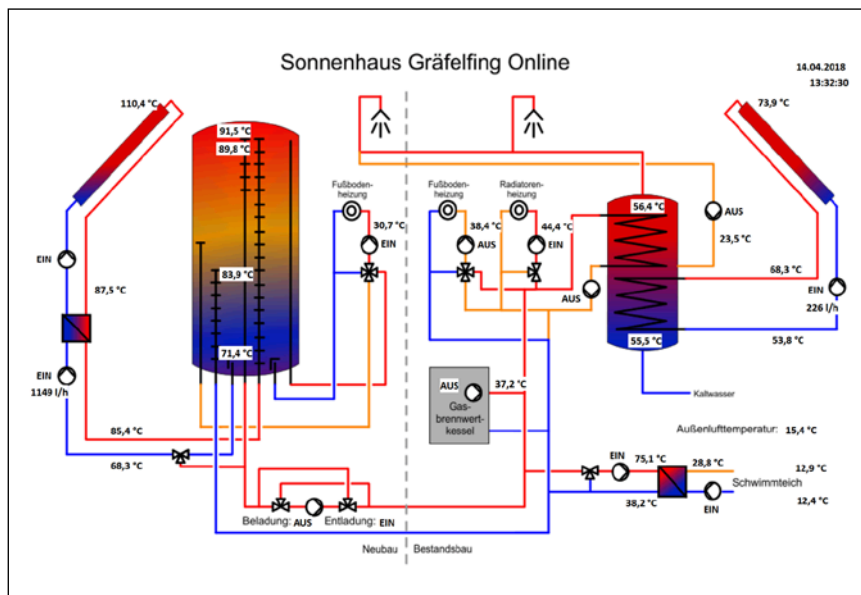 Sonnenhaus Gräfelfing Online
14.04.2018
13:32:30
110,4 °C
91,5 °C
89,8 °C
83,9 °C
71,4 °C
EIN
87,5 °C
EIN
1149 l/h
85,4 °C
68,3 °C
Fußboden-
heizung
30,7 °C
EIN
Fußboden-
heizung
38,4 °C
AUS
Radiatoren-
heizung
44,4 °C
EIN
AUS
73,9 °C
56,4 °C
AUS
23,5 °C
68,3 °C
EIN
226 l/h
55,5 °C
53,8 °C
Kaltwasser
AUS
37,2 °C
Gas-
brennwert-
kessel
Außenlufttemperatur: 15,4 °C
EIN
75,1 °C
28,8 °C
12,9 °C
Schwimmteich
38,2 °C
EIN
12,4 °C
Beladung: AUS
Entladung: EIN
Neubau
Bestandsbau